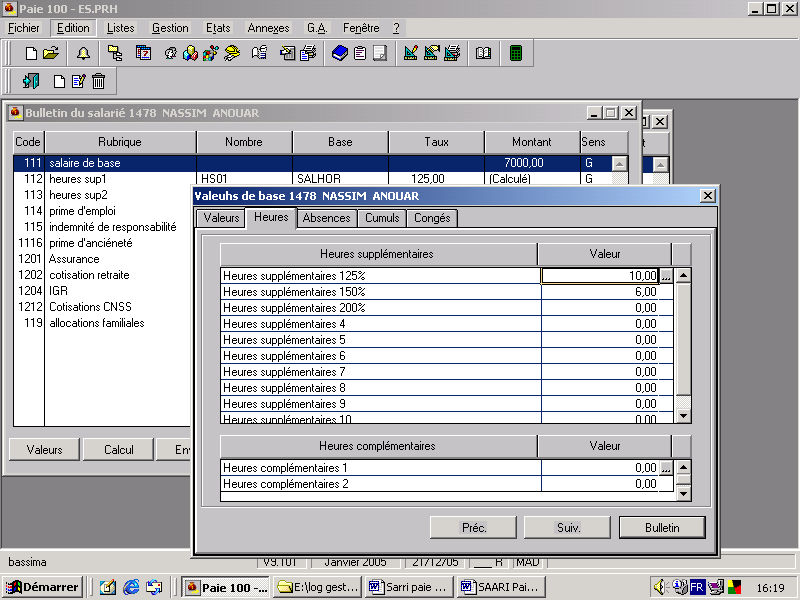 Paie 100 - ES.PRH
Fichier Edition Listes Gestion Etats Annexes G.A. Fenêtre ?
Bulletin du salarié 1478 NASSIM ANOUAR
Code Rubrique Nombre Base Taux Montant Sens t
111 salaire de base 7000,00 G
112 heures sup1 HS01 SALHOR 125,00 (Calculé) G
113 heures sup2
114 prime d'emploi
115 indemnité de responsabilité
1116 prime d'anciéneté
1201 Assurance
1202 cotisation retraite
1204 IGR
1212 Cotisations CNSS
119 allocations familiales
Valeurs Calcul En
Valeuhs de base 1478 NASSIM ANOUAR
Valeurs Heures Absences Cumuls Congés
Heures supplémentaires Valeur
Heures supplémentaires 125% 10,00 ...
Heures supplémentaires 150% 6,00
Heures supplémentaires 200% 0,00
Heures supplémentaires 4 0,00
Heures supplémentaires 5 0,00
Heures supplémentaires 6 0,00
Heures supplémentaires 7 0,00
Heures supplémentaires 8 0,00
Heures supplémentaires 9 0,00
Heures supplémentaires 10 0,00
Heures complémentaires Valeur
Heures complémentaires 1 0,00 ...
Heures complémentaires 2 0,00
Préc. Suiv. Bulletin
bassima V9.101 Janvier 2005 21/12/05 ___ R MAD
Démarrer Paie 100 -... E:\log gest... Sarri paie ... SAARI Pai... FR 16:19